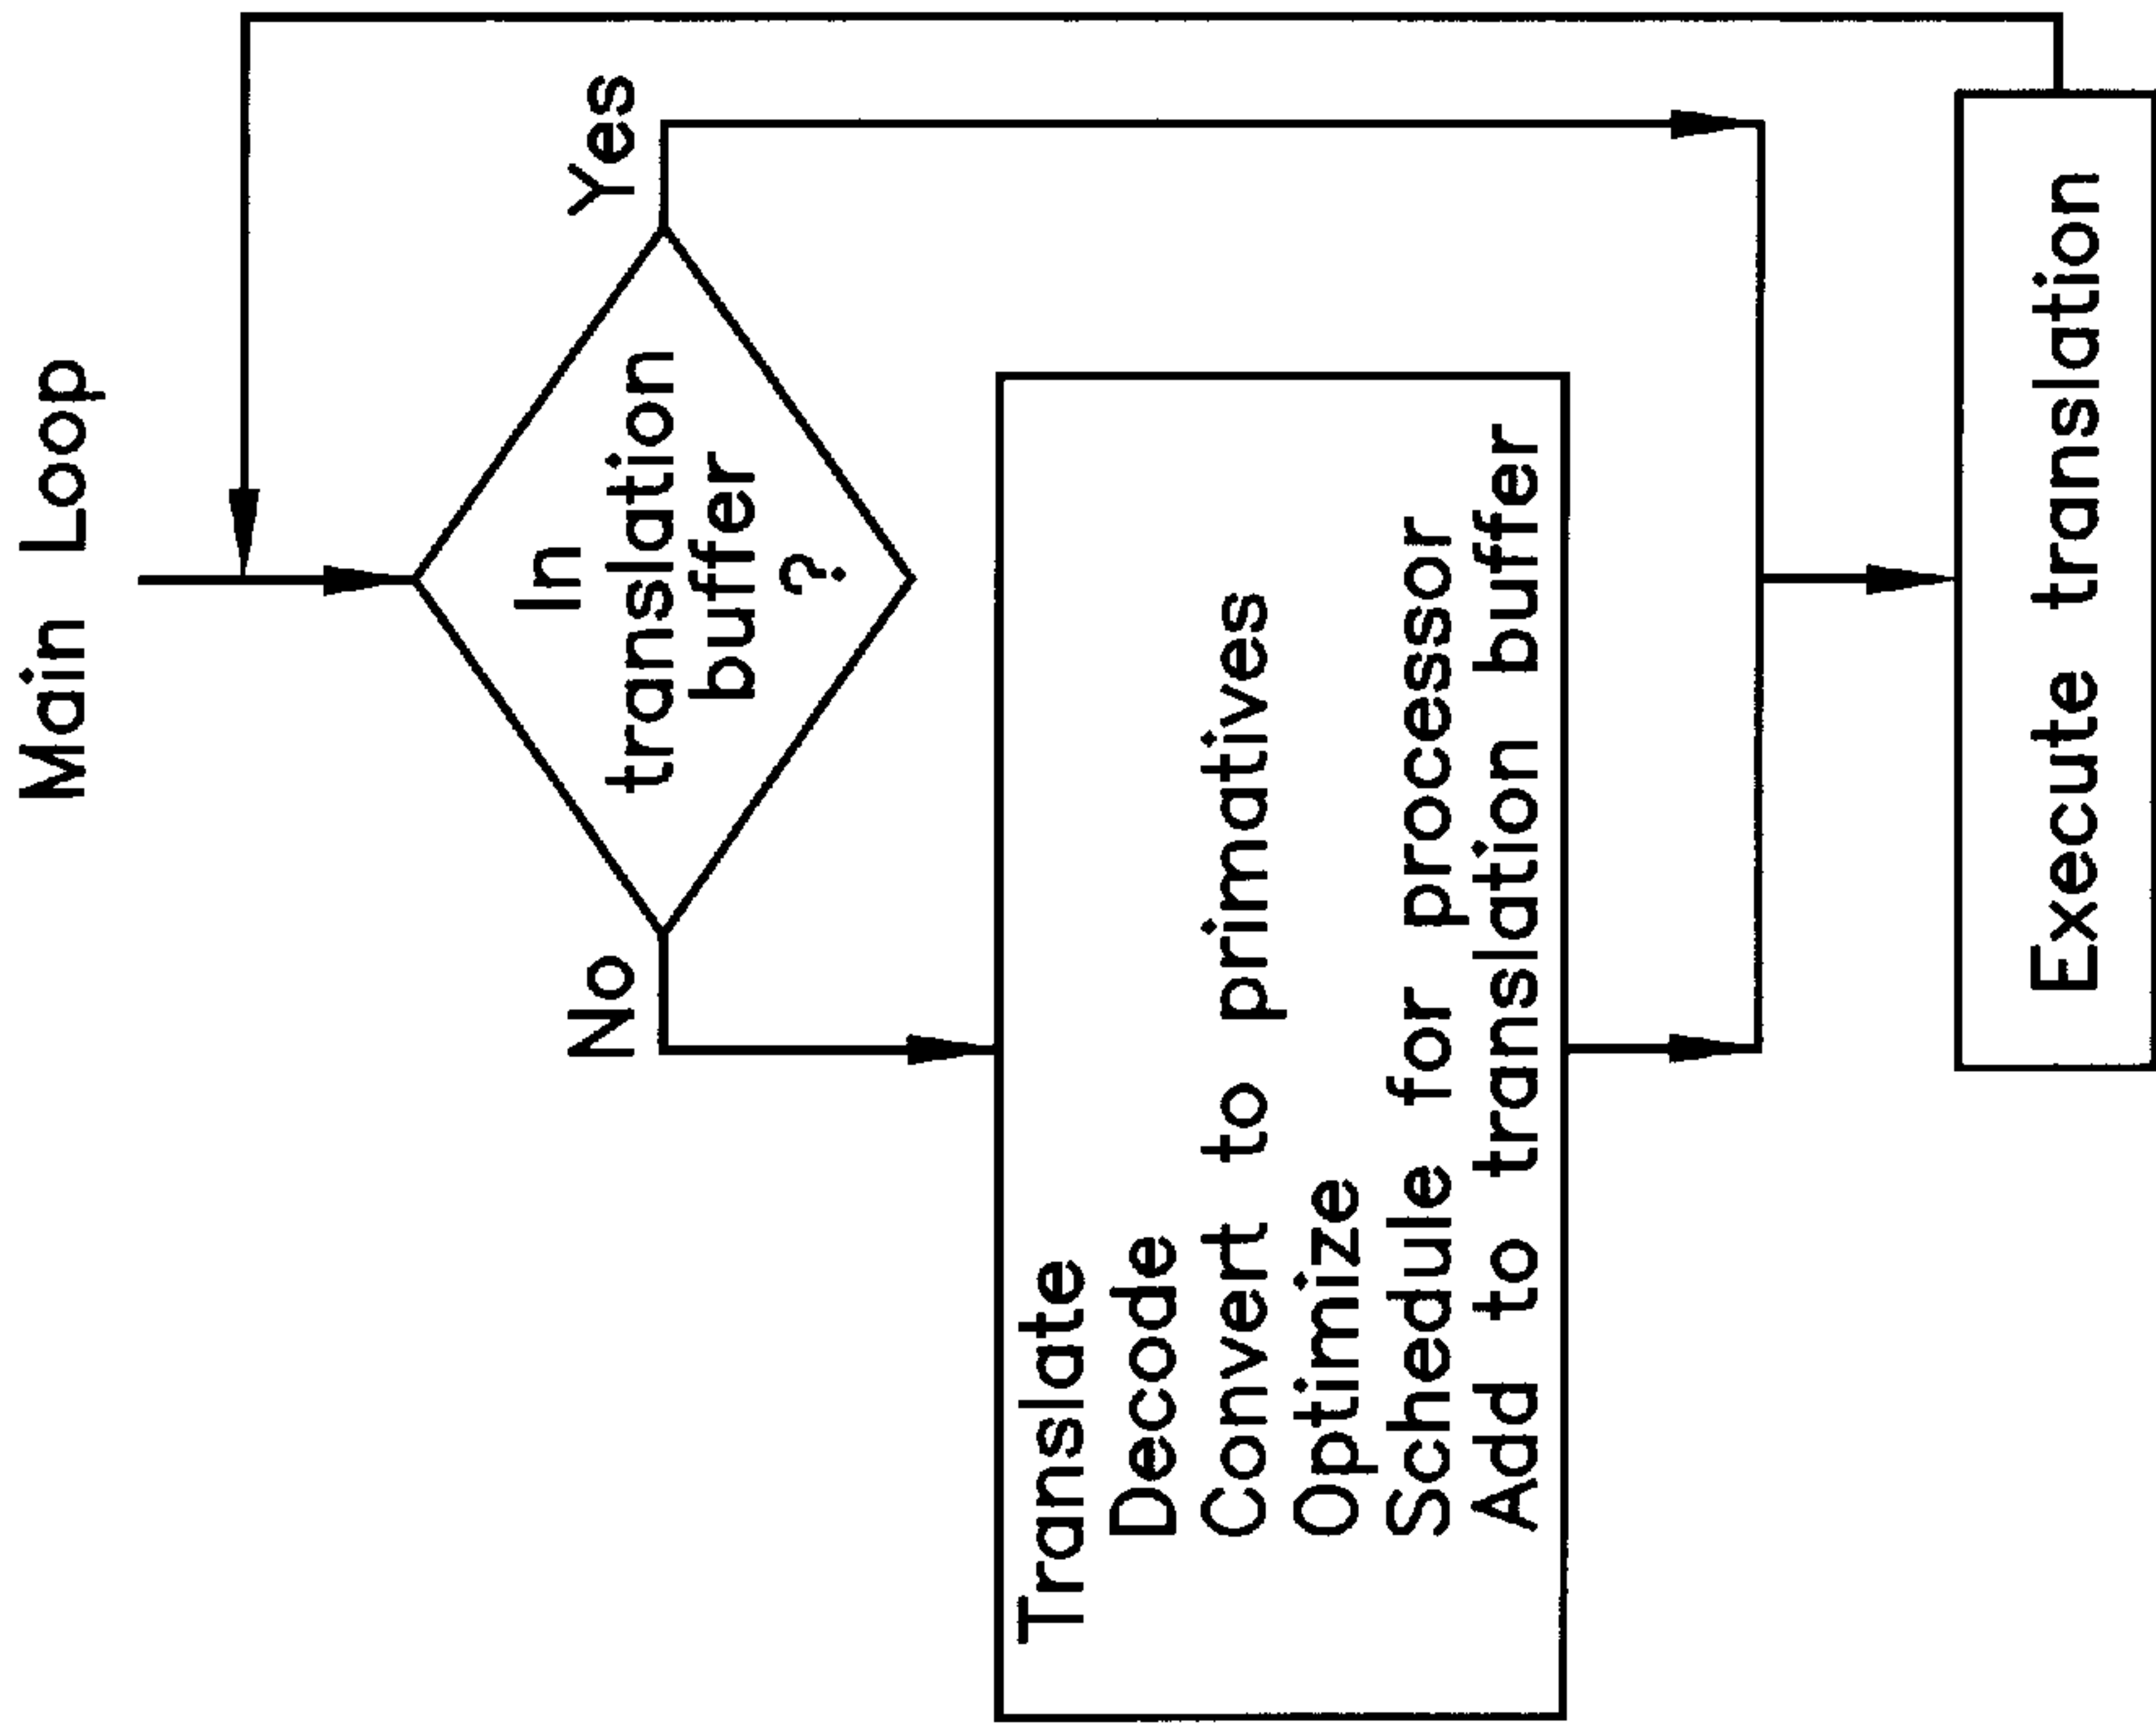 Main Loop
In
translation
buffer
?
Yes
No
Translate
Decode
Convert to primatives
Optimize
Schedule for processor
Add to translation buffer
Execute translation